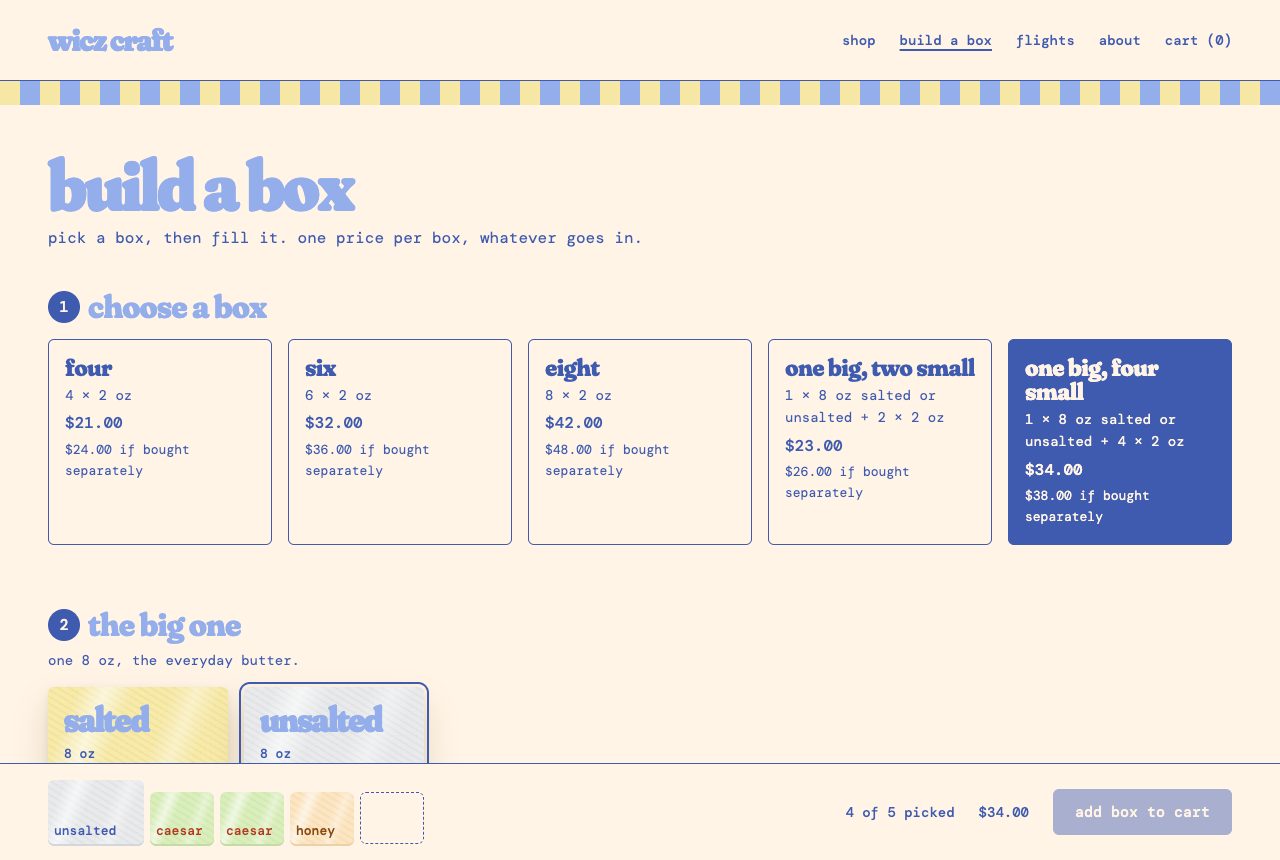 wicz craft
shop build a box flights about cart (0)
build a box
pick a box, then fill it. one price per box, whatever goes in.
1 choose a box
four
4 × 2 oz
$21.00
$24.00 if bought
separately
six
6 × 2 oz
$32.00
$36.00 if bought
separately
eight
8 × 2 oz
$42.00
$48.00 if bought
separately
one big, two small
1 × 8 oz salted or
unsalted + 2 × 2 oz
$23.00
$26.00 if bought
separately
one big, four
small
1 × 8 oz salted or
unsalted + 4 × 2 oz
$34.00
$38.00 if bought
separately
2 the big one
one 8 oz, the everyday butter.
salted
8 oz
unsalted
8 oz
unsalted caesar caesar honey
4 of 5 picked $34.00 add box to cart